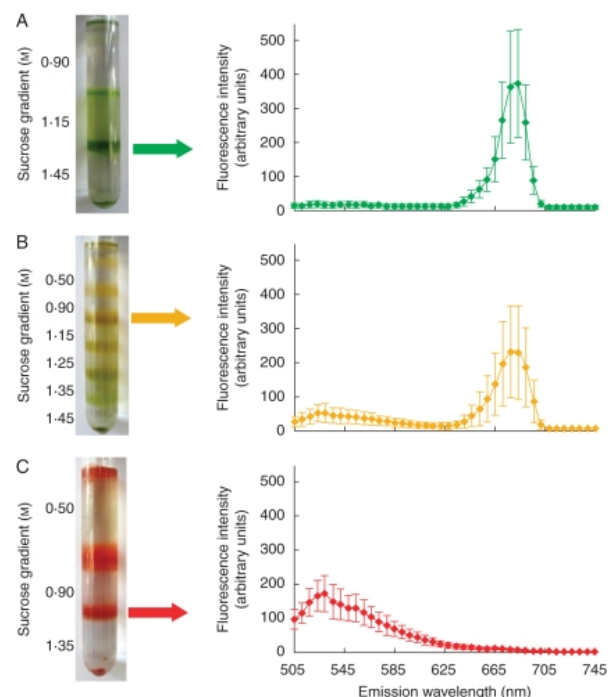 A
Sucrose gradient (M)
0·90
1·15
1·45
Fluorescence intensity
(arbitrary units)
500
400
300
200
100
0
B
Sucrose gradient (M)
0·50
0·90
1·15
1·25
1·35
1·45
Fluorescence intensity
(arbitrary units)
500
400
300
200
100
0
C
Sucrose gradient (M)
0·50
0·90
1·35
Fluorescence intensity
(arbitrary units)
500
400
300
200
100
0
505
545
585
625
665
705
745
Emission wavelength (nm)